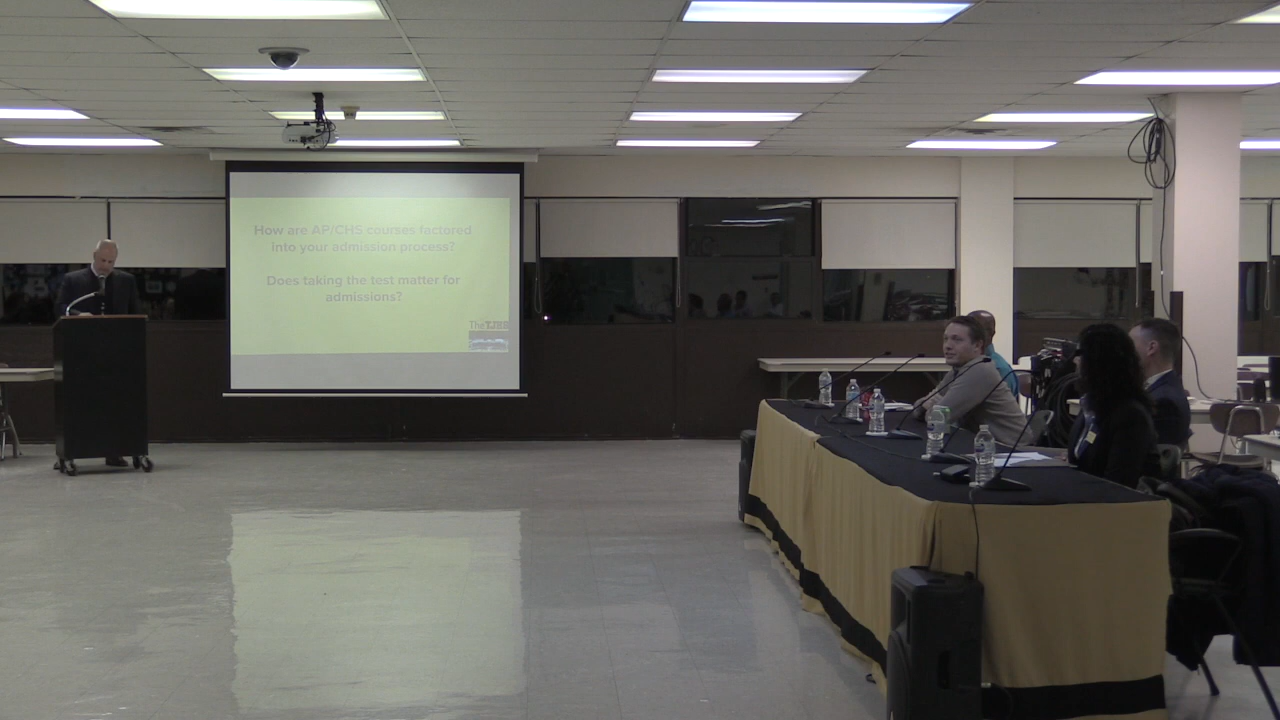 How are AP/CHS courses factored
into your admission process?
Does taking the test matter for
admissions?